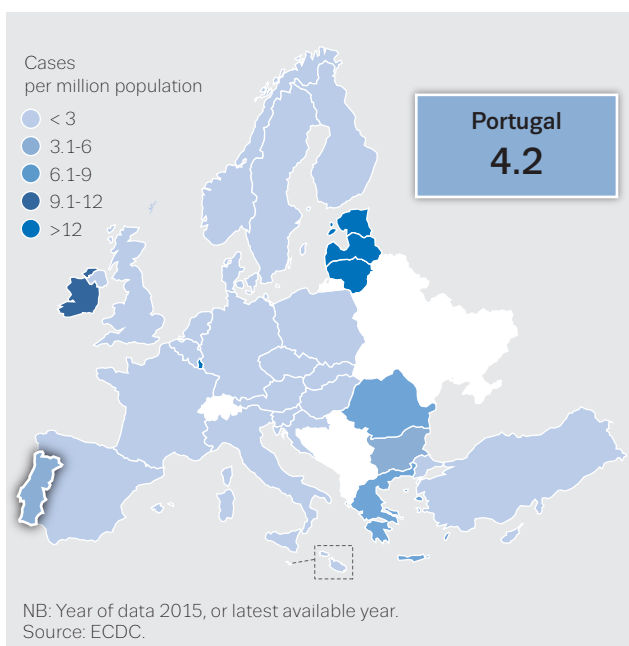 Cases
per million population
< 3
3.1-6
6.1-9
9.1-12
>12
Portugal
4.2
NB: Year of data 2015, or latest available year.
Source: ECDC.